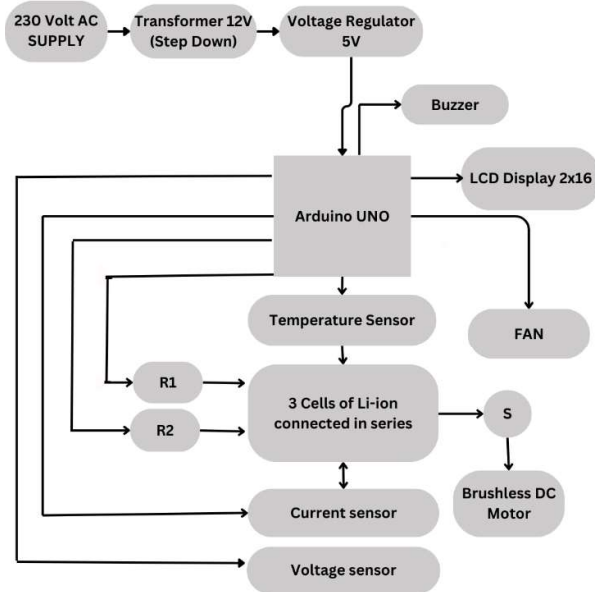 230 Volt AC
SUPPLY
Transformer 12V
(Step Down)
Voltage Regulator
5V
Buzzer
LCD Display 2x16
Arduino UNO
Temperature Sensor
FAN
R1
3 Cells of Li-ion
connected in series
S
R2
Brushless DC
Motor
Current sensor
Voltage sensor